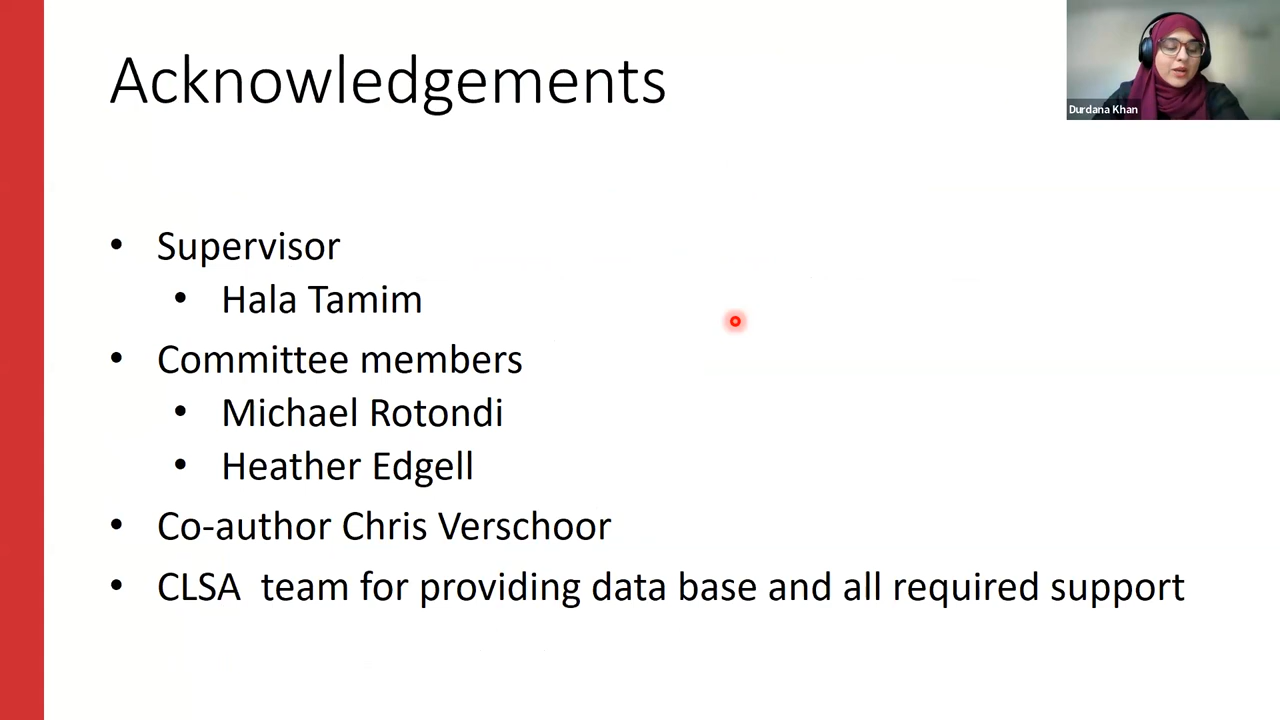 Acknowledgements
Durdana Khan
• Supervisor
• Hala Tamim
• Committee members
• Michael Rotondi
• Heather Edgell
• Co-author Chris Verschoor
• CLSA  team for providing data base and all required support